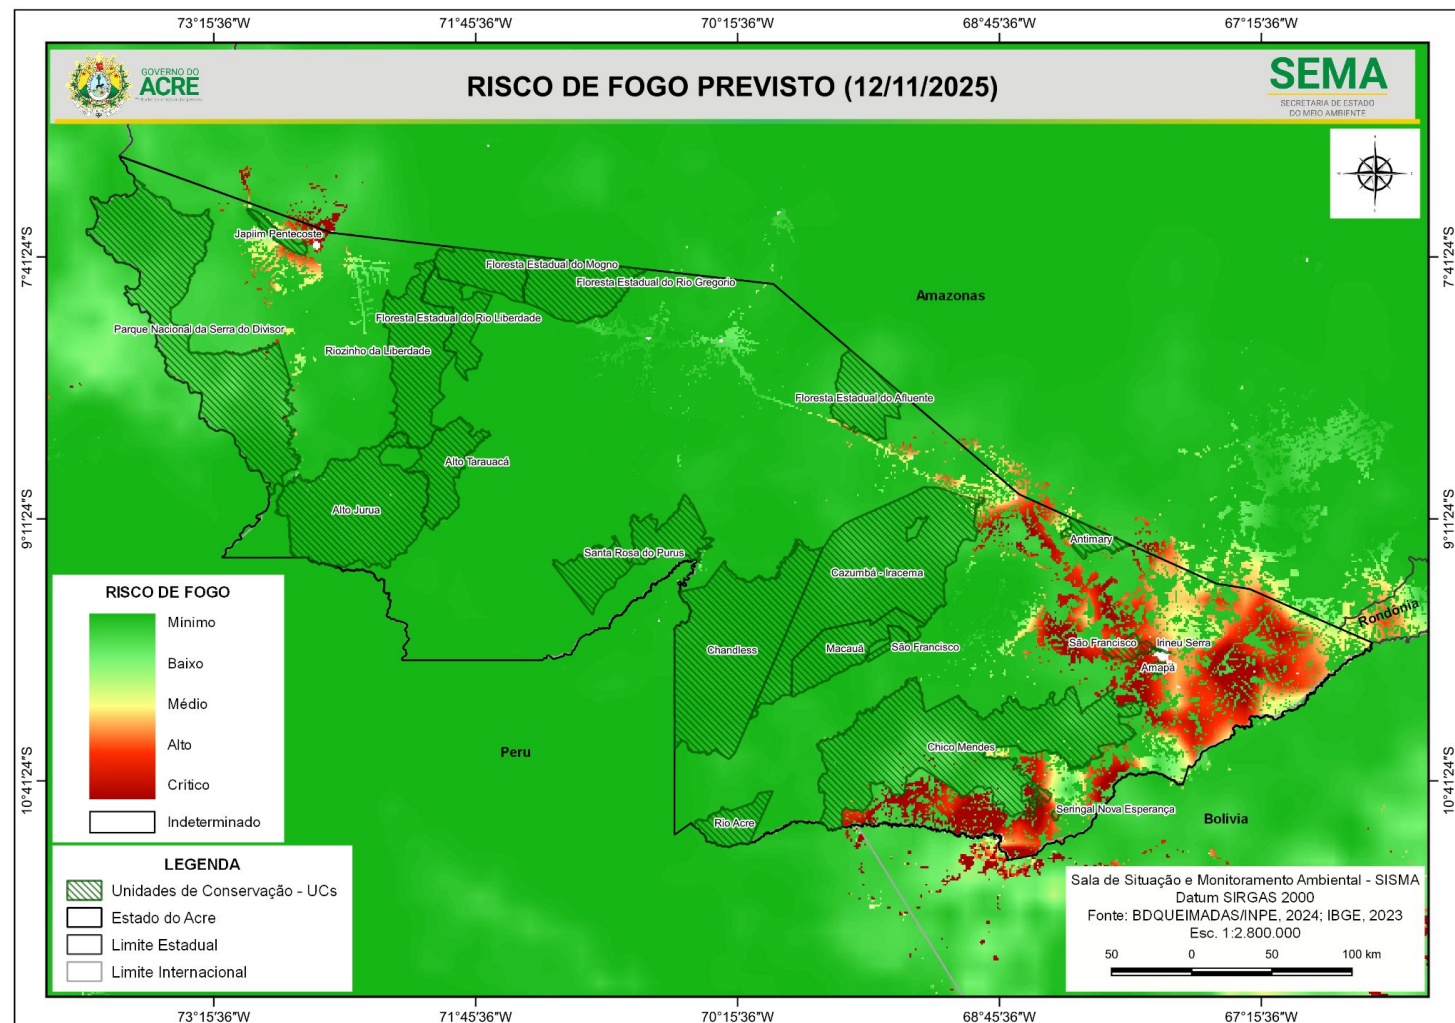 73°15'36"W
71°45'36"W
70°15'36"W
68°45'36"W
67°15'36"W
GOVERNO DO
ACRE
RISCO DE FOGO PREVISTO (12/11/2025)
SEMA
SECRETARIA DE ESTADO
DO MEIO AMBIENTE
7°41'24"S
7°41'24"S
Japiim Pentecoste
Floresta Estadual do Mogno
Floresta Estadual do Rio Gregorio
Amazonas
Floresta Estadual do Rio Liberdade
Parque Nacional da Serra do Divisor
Riozinho da Liberdade
Floresta Estadual do Afluente
Alto Tarauacá
Alto Jurua
9°11'24"S
9°11'24"S
Antimary
Santa Rosa do Purus
Cazumbá - Iracema
Rondônia
Chandless
Macauã
São Francisco
São Francisco
Irineu Serra
Amapá
Chico Mendes
Peru
10°41'24"S
10°41'24"S
Seringal Nova Esperança
Rio Acre
Bolívia
RISCO DE FOGO
Mínimo
Baixo
Médio
Alto
Crítico
Indeterminado
LEGENDA
Unidades de Conservação - UCs
Estado do Acre
Limite Estadual
Limite Internacional
Sala de Situação e Monitoramento Ambiental - SISMA
Datum SIRGAS 2000
Fonte: BDQUEIMADAS/INPE, 2024; IBGE, 2023
Esc. 1:2.800.000
50 0 50 100 km
73°15'36"W
71°45'36"W
70°15'36"W
68°45'36"W
67°15'36"W